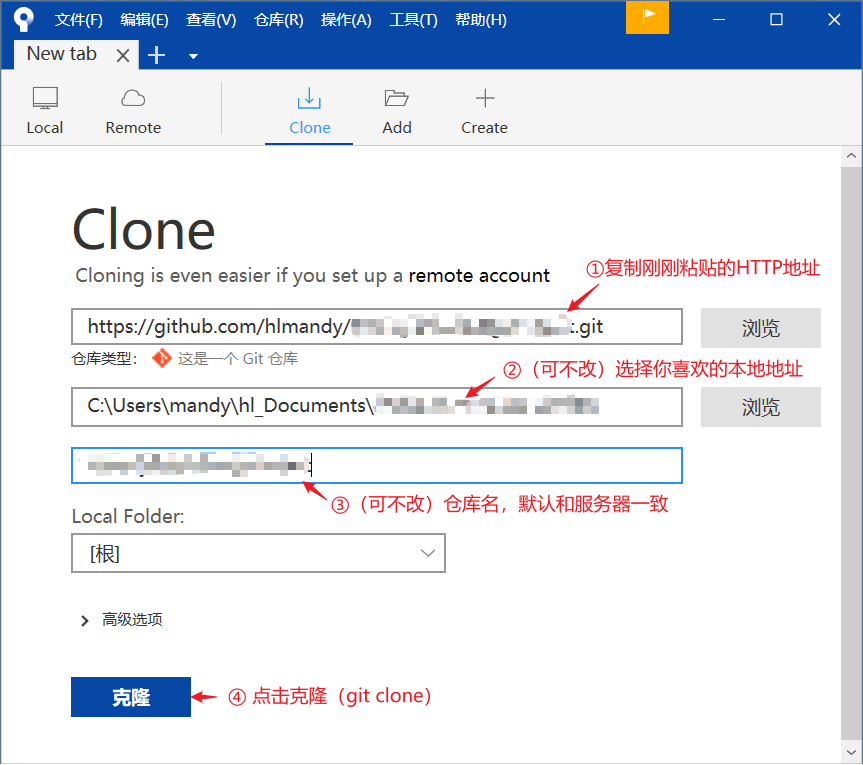 文件(F) 编辑(E) 查看(V) 仓库(R) 操作(A) 工具(T) 帮助(H)
New tab
Local Remote Clone Add Create
Clone
Cloning is even easier if you set up a remote account
①复制刚刚粘贴的HTTP地址
https://github.com/hlmandy/ .git
浏览
仓库类型: 这是一个 Git 仓库
②（可不改）选择你喜欢的本地地址
C:\Users\mandy\hl_Documents\
浏览
③（可不改）仓库名，默认和服务器一致
Local Folder:
[根]
高级选项
克隆
④ 点击克隆（git clone）